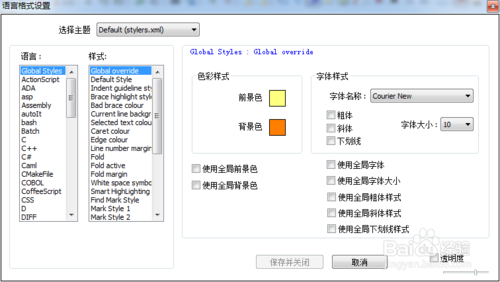 语言格式设置
选择主题 Default (stylers.xml)
语言： 样式:
Global Styles
ActionScript
ADA
asp
Assembly
autoIt
bash
Batch
C
C++
C#
Caml
CMakeFile
COBOL
CoffeeScript
CSS
D
DIFF
Global override
Default Style
Indent guideline sty
Brace highlight style
Bad brace colour
Current line backgro
Selected text colour
Caret colour
Edge colour
Line number margin
Fold
Fold active
Fold margin
White space symbo
Smart HighLighting
Find Mark Style
Mark Style 1
Mark Style 2
Global Styles : Global override
色彩样式
前景色
背景色
使用全局前景色
使用全局背景色
字体样式
字体名称： Courier New
粗体
斜体
下划线
字体大小： 10
使用全局字体
使用全局字体大小
使用全局粗体样式
使用全局斜体样式
使用全局下划线样式
保存并关闭 取消 透明度
Baidu 经验